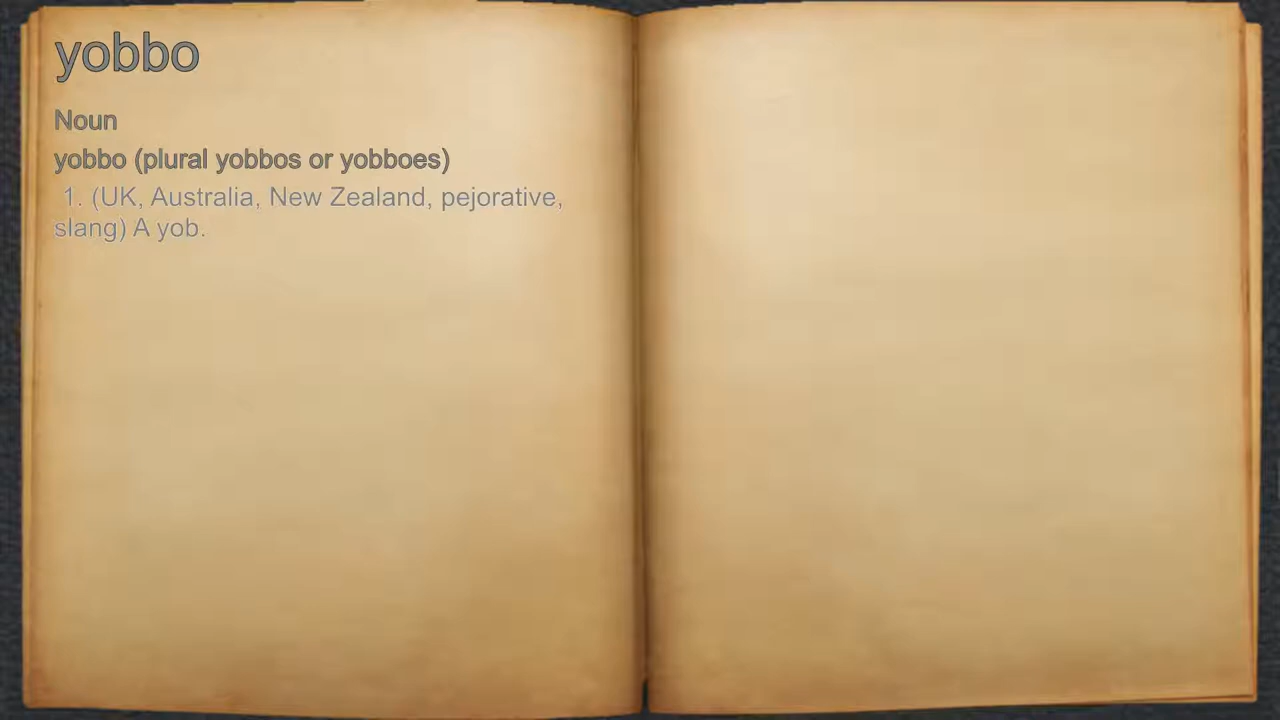 yobbo
Noun
yobbo (plural yobbos or yobboes)
1. (UK, Australia, New Zealand, pejorative,
slang) A yob.